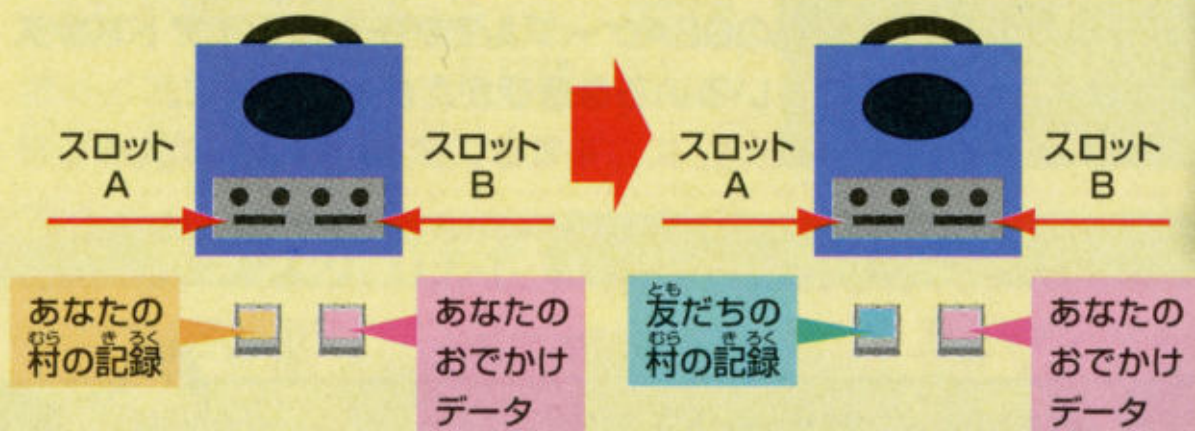 スロット
A
スロット
B
スロット
A
スロット
B
あなたの
村の記録
あなたの
おでかけ
データ
友だちの
村の記録
あなたの
おでかけ
データ